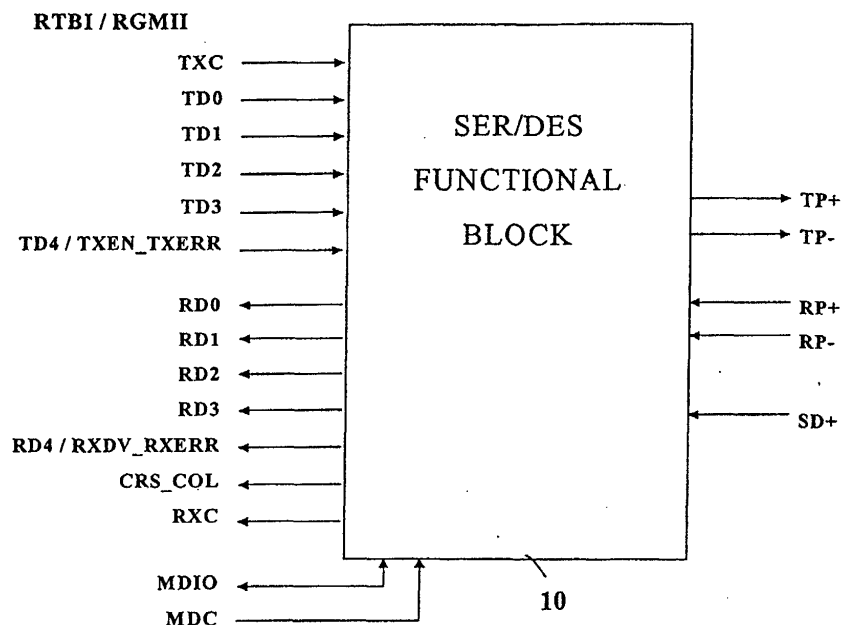 RTBI / RGMII
TXC
TD0
TD1
TD2
TD3
TD4 / TXEN_TXERR
RD0
RD1
RD2
RD3
RD4 / RXDV_RXERR
CRS_COL
RXC
MDIO
MDC
SER/DES
FUNCTIONAL
BLOCK
TP+
TP-
RP+
RP-
SD+
10